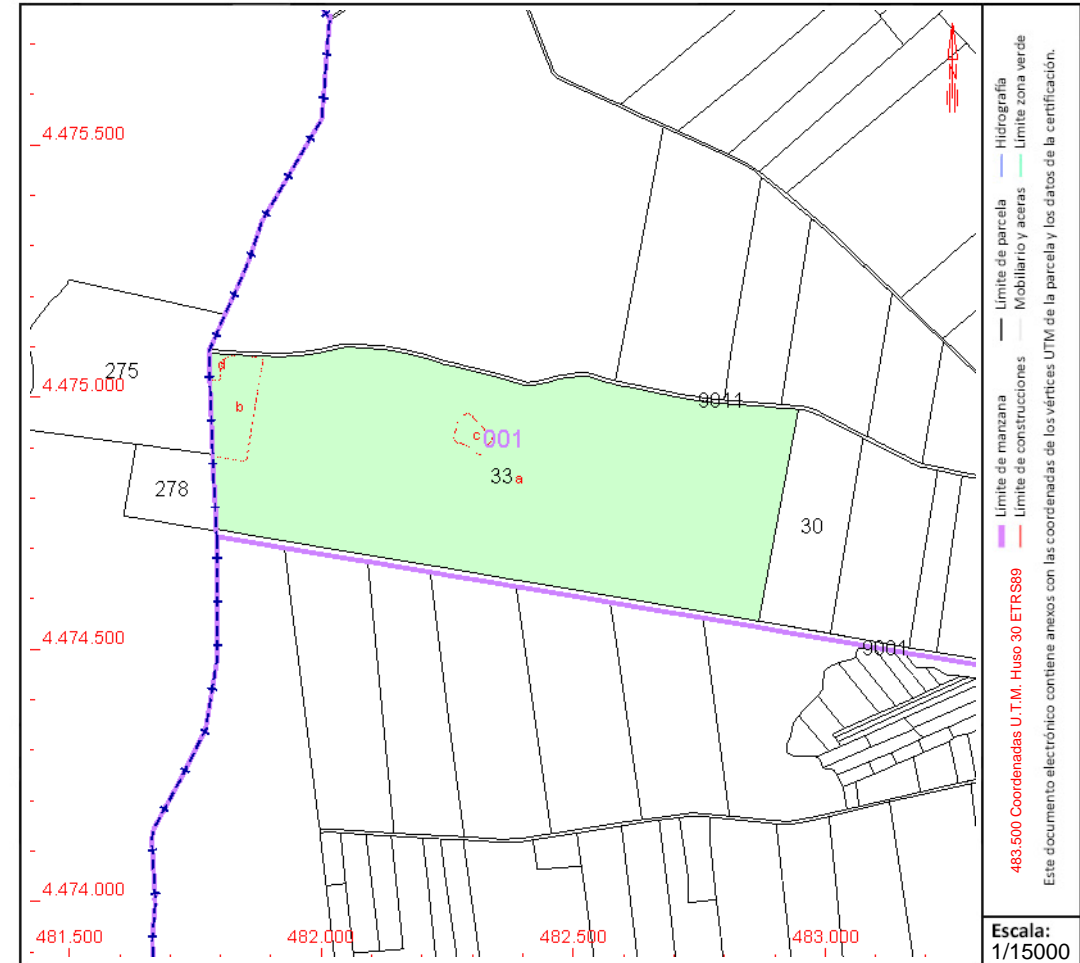 N
4.475.500
275
4.475.000
d
b
9011
c
001
33 a
278
30
4.474.500
9001
4.474.000
481.500
482.000
482.500
483.000
Hidrografía
Límite zona verde
Límite de parcela
Mobiliario y aceras
Límite de manzana
Límite de construcciones
483.500 Coordenadas U.T.M. Huso 30 ETRS89
Este documento electrónico contiene anexos con las coordenadas de los vértices UTM de la parcela y los datos de la certificación.
Escala:
1/15000